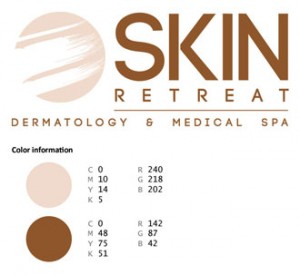 SKIN
RETREAT
DERMATOLOGY & MEDICAL SPA
Color information
C 0 R 240
M 10 G 218
Y 14 B 202
K 5
C 0 R 142
M 48 G 87
Y 75 B 42
K 51